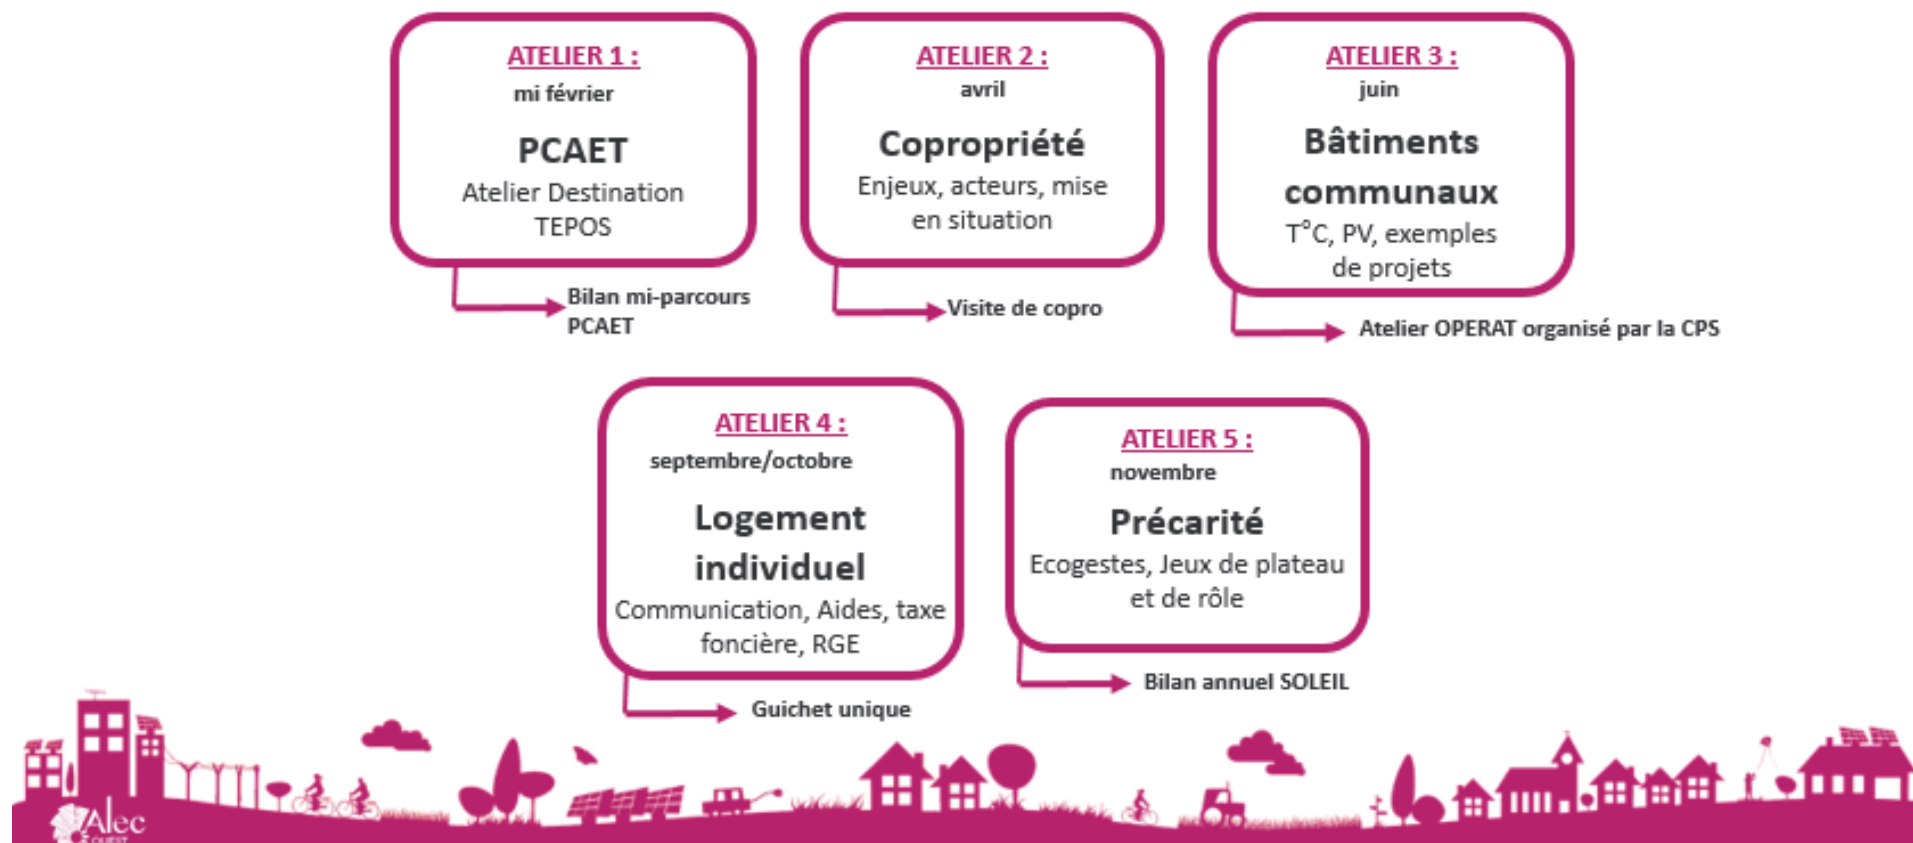 ATELIER 1 :
mi février
PCAET
Atelier Destination
TEPOS
Bilan mi-parcours
PCAET
ATELIER 2 :
avril
Copropriété
Enjeux, acteurs, mise
en situation
Visite de copro
ATELIER 3 :
juin
Bâtiments
communaux
T°C, PV, exemples
de projets
Atelier OPERAT organisé par la CPS
ATELIER 4 :
septembre/octobre
Logement
individuel
Communication, Aides, taxe
foncière, RGE
Guichet unique
ATELIER 5 :
novembre
Précarité
Ecogestes, Jeux de plateau
et de rôle
Bilan annuel SOLEIL
Alec
OUEST